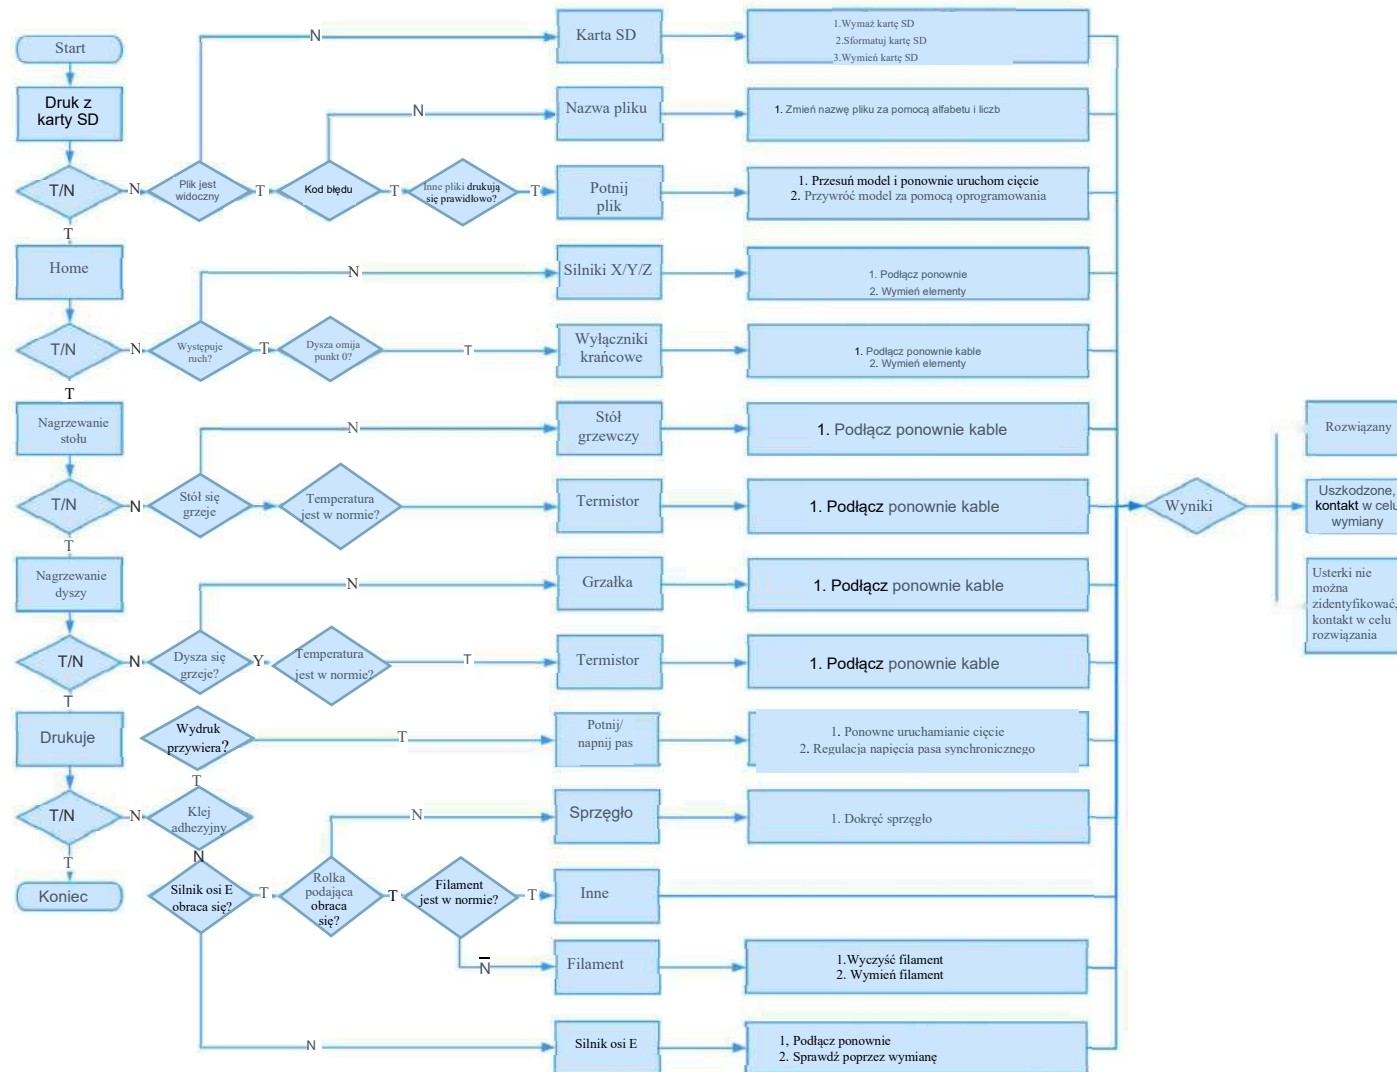 Start
N
Karta SD
1.Wymaż kartę SD
2.Sformatuj kartę SD
3.Wymień kartę SD
Druk z
karty SD
N
Nazwa pliku
1. Zmień nazwę pliku za pomocą alfabetu i liczb
T/N
N
Plik jest
widoczny
T
Kod błędu
T
Inne pliki drukują
się prawidłowo?
T
Potnij
plik
1. Przesuń model i ponownie uruchom cięcie
2. Przywróć model za pomocą oprogramowania
T
Home
N
Silniki X/Y/Z
1. Podłącz ponownie
2. Wymień elementy
T/N
N
Występuje
ruch?
T
Dysza omija
punkt 0?
T
Wyłączniki
krańcowe
1. Podłącz ponownie kable
2. Wymień elementy
T
Nagrzewanie
stołu
N
Stół
grzewczy
1. Podłącz ponownie kable
Rozwiązany
T/N
N
Stół się
grzeje
Temperatura
jest w normie?
Termistor
1. Podłącz ponownie kable
Wyniki
Uszkodzone,
kontakt w celu
wymiany
T
Nagrzewanie
dyszy
N
Grzałka
1. Podłącz ponownie kable
Usterki nie
można
zidentyfikować,
kontakt w celu
rozwiązania
T/N
N
Dysza się
grzeje?
Y
Temperatura
jest w normie?
T
Termistor
1. Podłącz ponownie kable
T
Drukuje
Wydruk
przywiera?
T
Potnij/
napnij pas
1. Ponowne uruchamianie cięcie
2. Regulacja napięcia pasa synchronicznego
T
T/N
N
Klej
adhezyjny
N
Sprzęgło
1. Dokręć sprzęgło
T
N
Koniec
Silnik osi E
obraca się?
T
Rolka
podająca
obraca
się?
T
Filament
jest w normie?
T
Inne
N
Filament
1.Wyczyść filament
2. Wymień filament
N
Silnik osi E
1, Podłącz ponownie
2. Sprawdź poprzez wymianę